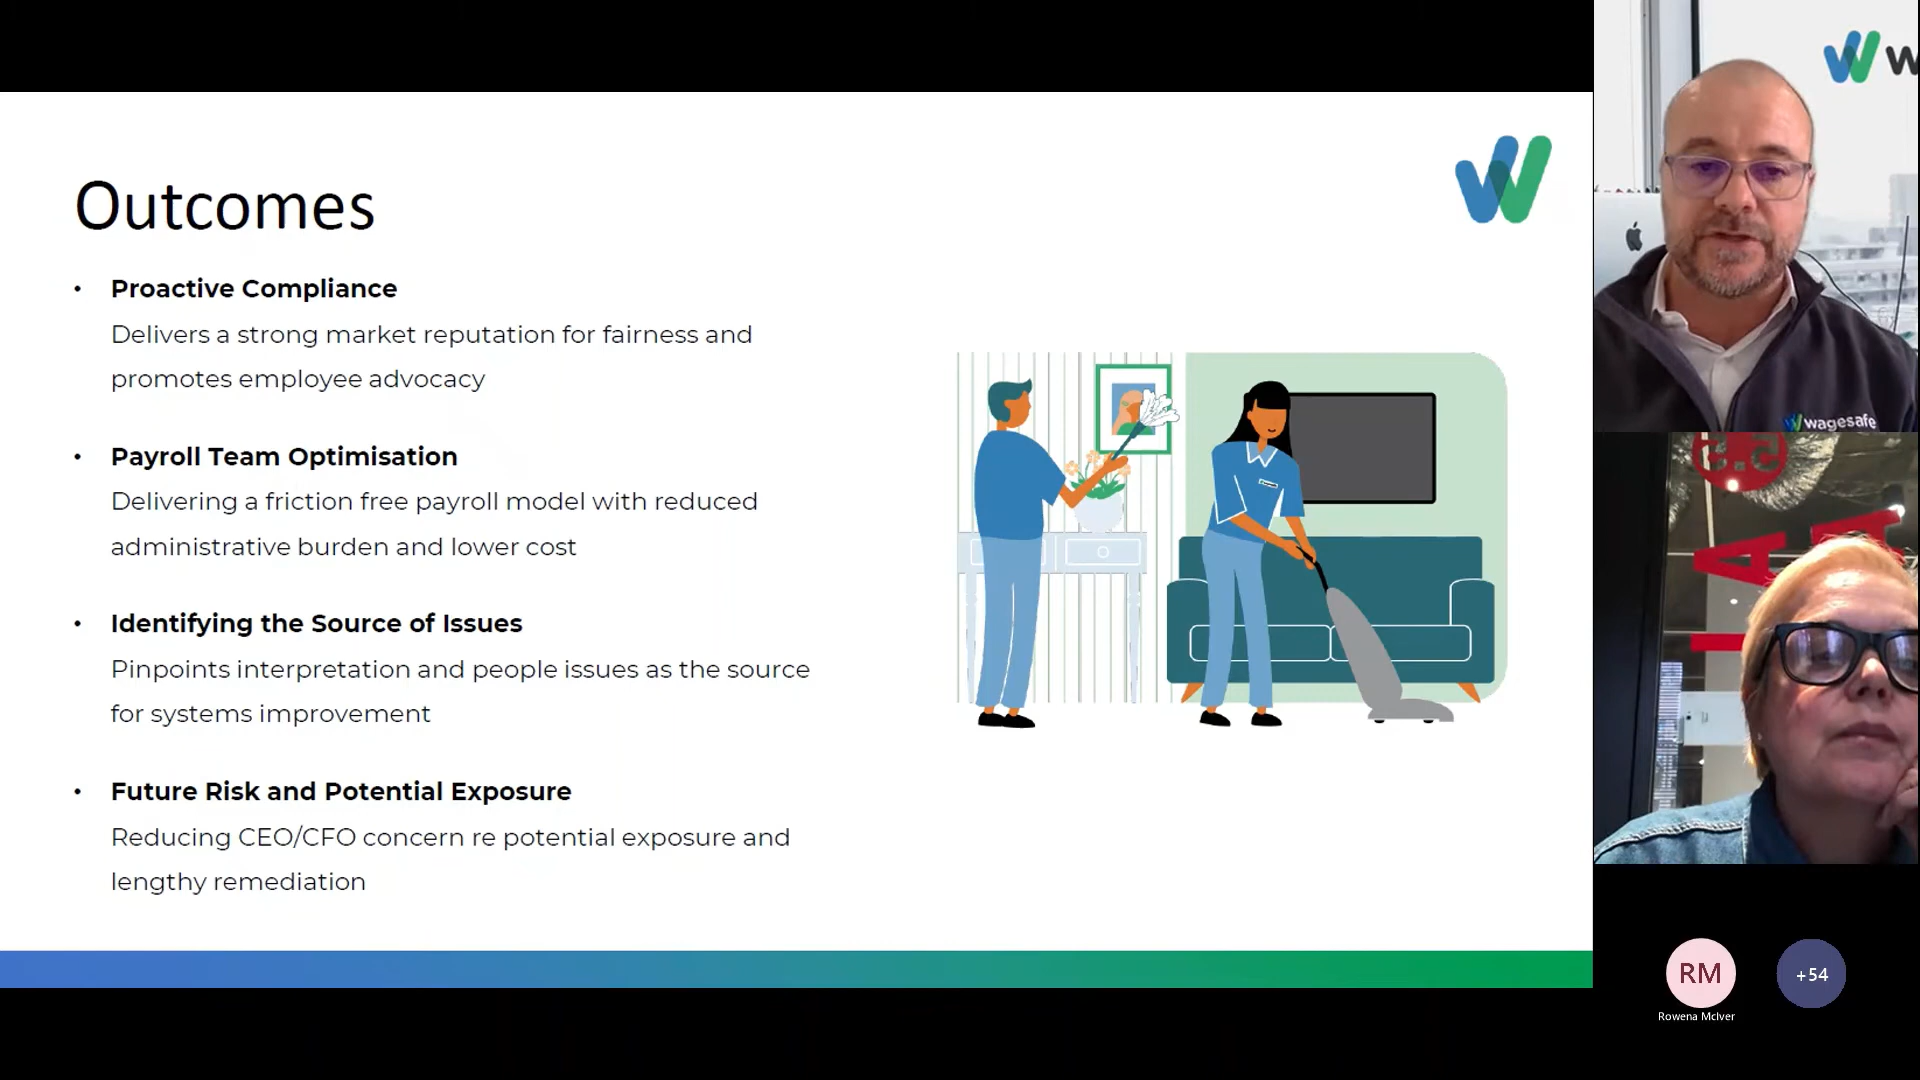 Outcomes
• Proactive Compliance
Delivers a strong market reputation for fairness and
promotes employee advocacy
• Payroll Team Optimisation
Delivering a friction free payroll model with reduced
administrative burden and lower cost
• Identifying the Source of Issues
Pinpoints interpretation and people issues as the source
for systems improvement
• Future Risk and Potential Exposure
Reducing CEO/CFO concern re potential exposure and
lengthy remediation
wagesafe
RM
+54
Rowena McIver